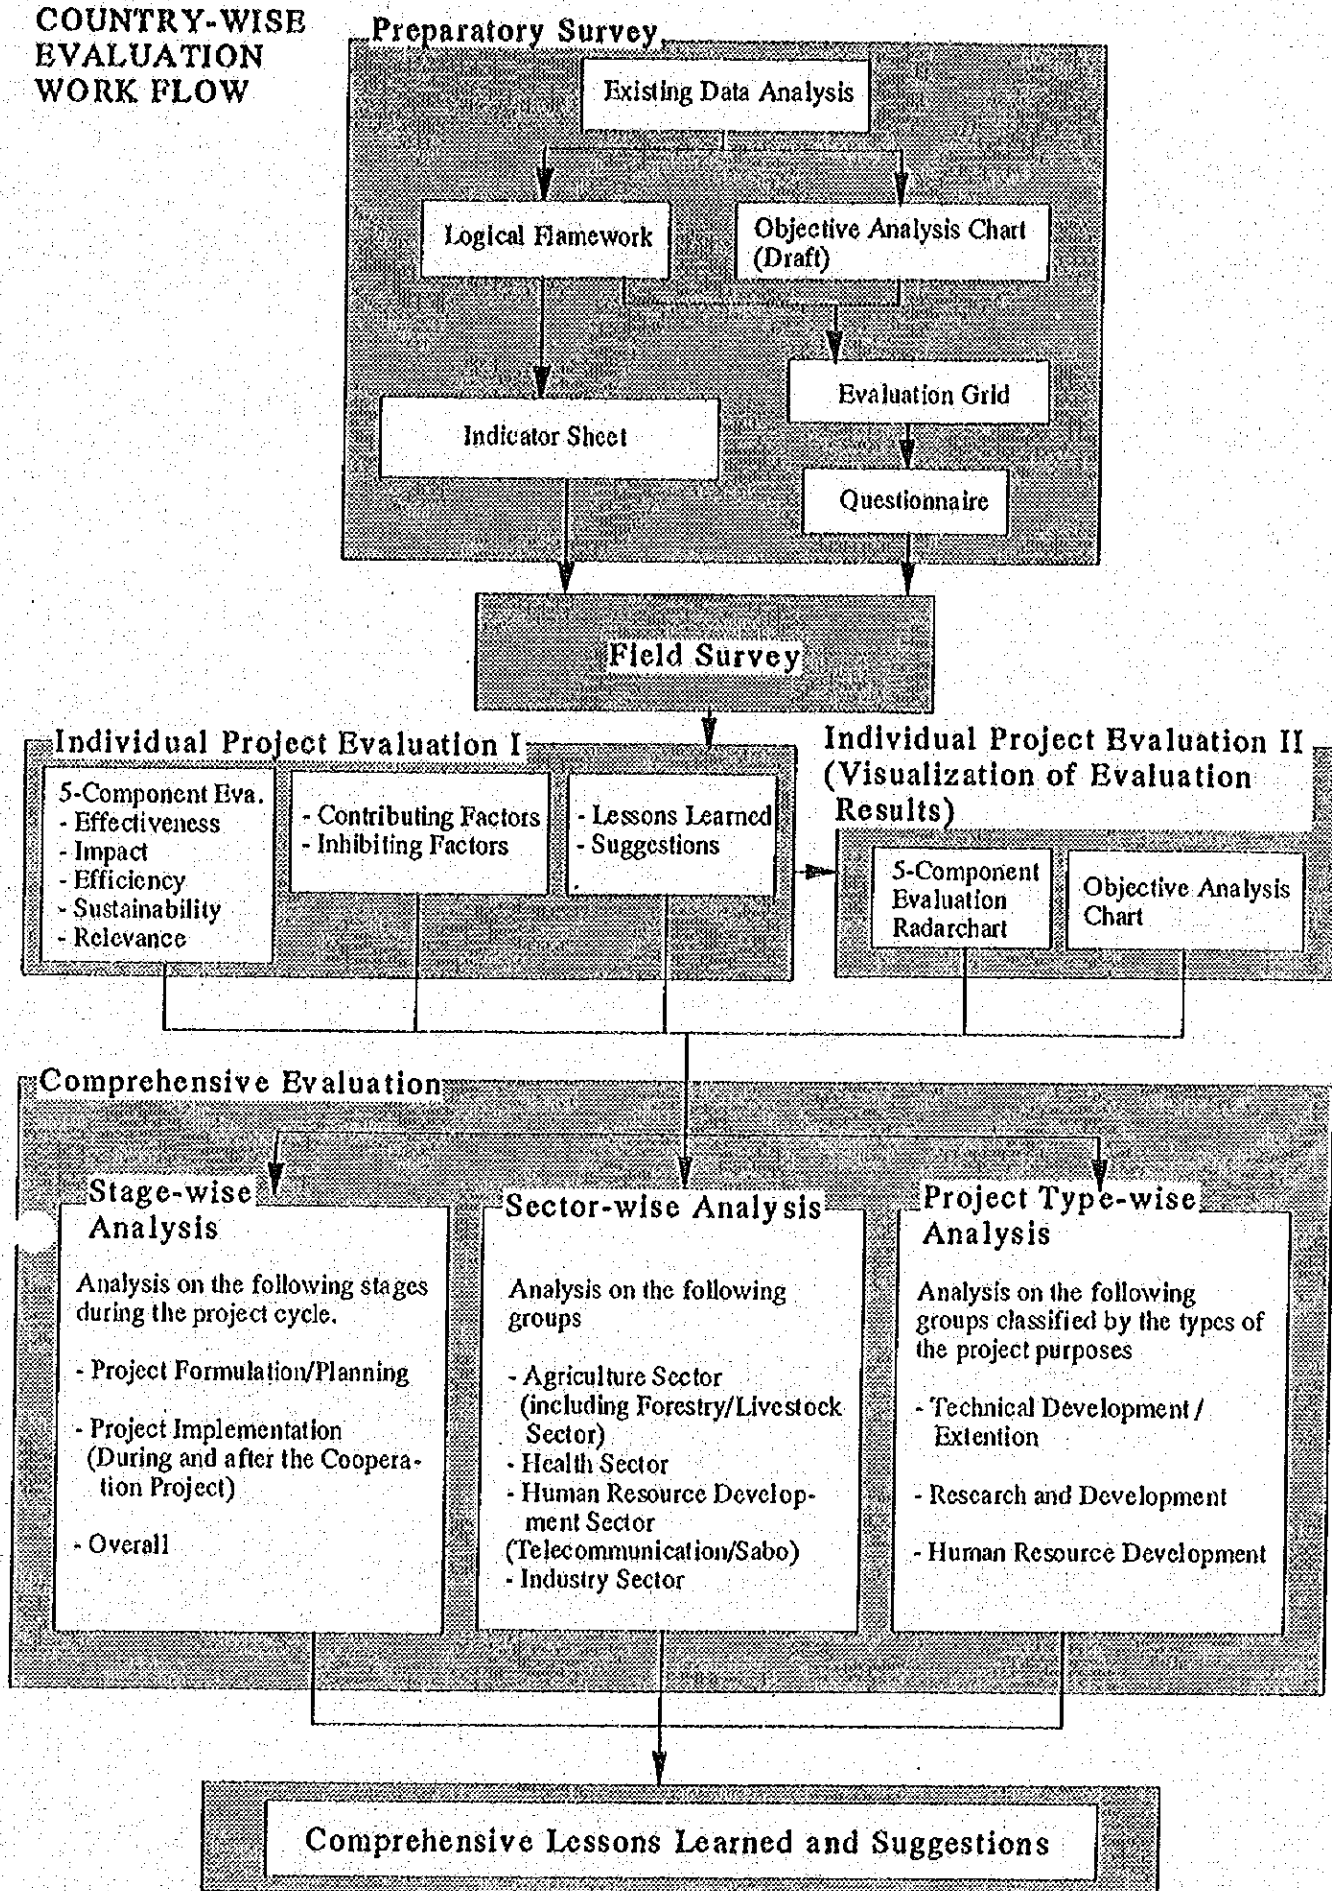 COUNTRY-WISE
EVALUATION
WORK FLOW
Preparatory Survey
Existing Data Analysis
Logical Flamework
Objective Analysis Chart
(Draft)
Evaluation Grid
Indicator Sheet
Questionnaire
Field Survey
Individual Project Evaluation I
5-Component Eva.
- Effectiveness
- Impact
- Efficiency
- Sustainability
- Relevance
- Contributing Factors
- Inhibiting Factors
- Lessons Learned
- Suggestions
Individual Project Evaluation II
(Visualization of Evaluation
Results)
5-Component
Evaluation
Radarchart
Objective Analysis
Chart
Comprehensive Evaluation
Stage-wise
Analysis
Analysis on the following stages
during the project cycle.
- Project Formulation/Planning
- Project Implementation
(During and after the Coopera-
tion Project)
- Overall
Sector-wise Analysis
Analysis on the following
groups
- Agriculture Sector
(including Forestry/Livestock
Sector)
- Health Sector
- Human Resource Develop-
ment Sector
(Telecommunication/Sabo)
- Industry Sector
Project Type-wise
Analysis
Analysis on the following
groups classified by the types of
the project purposes
- Technical Development /
Extention
- Research and Development
- Human Resource Development
Comprehensive Lessons Learned and Suggestions